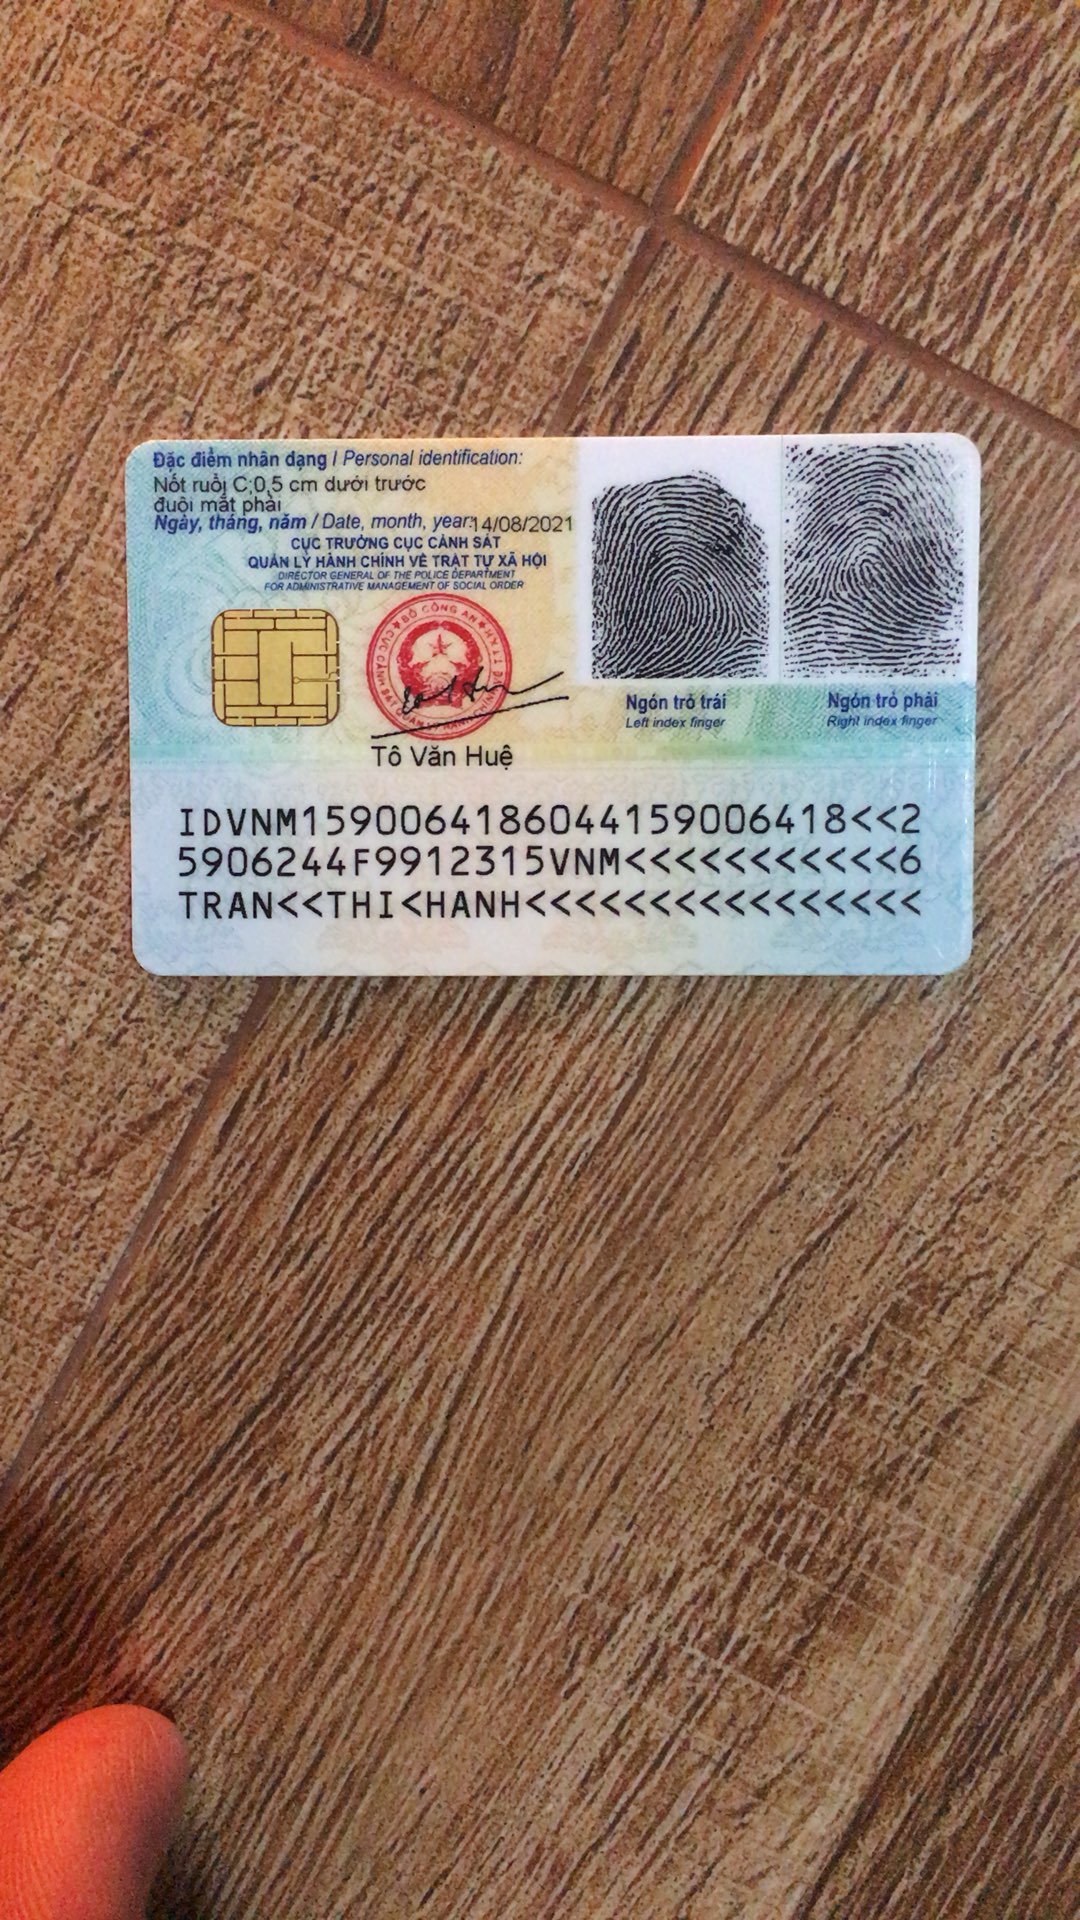 Đặc điểm nhân dạng / Personal identification:
Nốt ruồi C;0,5 cm dưới trước
đuôi mắt phải
Ngày, tháng, năm / Date, month, year:14/08/2021
CỤC TRƯỞNG CỤC CẢNH SÁT
QUẢN LÝ HÀNH CHÍNH VỀ TRẬT TỰ XÃ HỘI
DIRECTOR GENERAL OF THE POLICE DEPARTMENT
FOR ADMINISTRATIVE MANAGEMENT OF SOCIAL ORDER
BỘ CÔNG AN
Tô Văn Huệ
Ngón trỏ trái
Left index finger
Ngón trỏ phải
Right index finger
IDVNM1590064186044159006418<<2
5906244F9912315VNM<<<<<<<<<<<6
TRAN<<THI<HANH<<<<<<<<<<<<<<<<